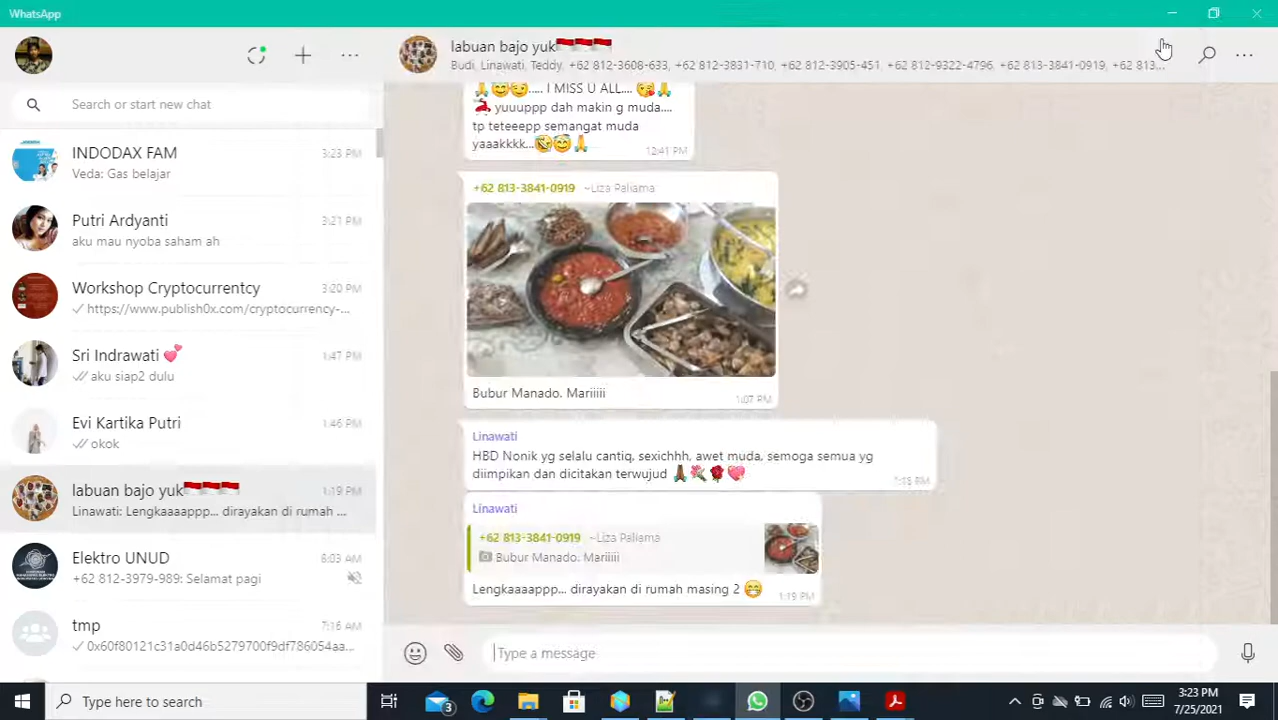 WhatsApp
Search or start new chat
INDODAX FAM
3:23 PM
Veda: Gas belajar
Putri Ardyanti
3:21 PM
aku mau nyoba saham ah
Workshop Cryptocurrentcy
3:20 PM
https://www.publish0x.com/cryptocurrency-...
Sri Indrawati 💕
1:47 PM
aku siap2 dulu
Evi Kartika Putri
1:46 PM
okok
labuan bajo yuk🇮🇩🇮🇩🇮🇩
1:19 PM
Linawati: Lengkaaaappp... dirayakan di rumah ...
Elektro UNUD
6:03 AM
+62 812-3979-989: Selamat pagi
tmp
7:16 AM
0x60f80121c31a0d46b5279700f9df786054aa...
labuan bajo yuk🇮🇩🇮🇩🇮🇩
Budi, Linawati, Teddy, +62 812-3608-633, +62 812-3831-710, +62 812-3905-451, +62 812-9322-4796, +62 813-3841-0919, +62 813...
🙏😇😏..... I MISS U ALL.... 😘🙏
💃 yuuuppp dah makin g muda....
tp teteeepp semangat muda
yaaakkkk...🤣😇🙏
12:41 PM
+62 813-3841-0919 ~Liza Paliama
Bubur Manado. Mariiiii
1:07 PM
Linawati
HBD Nonik yg selalu cantiq, sexichhh, awet muda, semoga semua yg
diimpikan dan dicitakan terwujud 🙏🏾💐🌹💖
1:15 PM
Linawati
+62 813-3841-0919 ~Liza Paliama
Bubur Manado. Mariiiii
Lengkaaaappp... dirayakan di rumah masing 2 😁
1:19 PM
Type a message
Type here to search
3
3:23 PM
7/25/2021